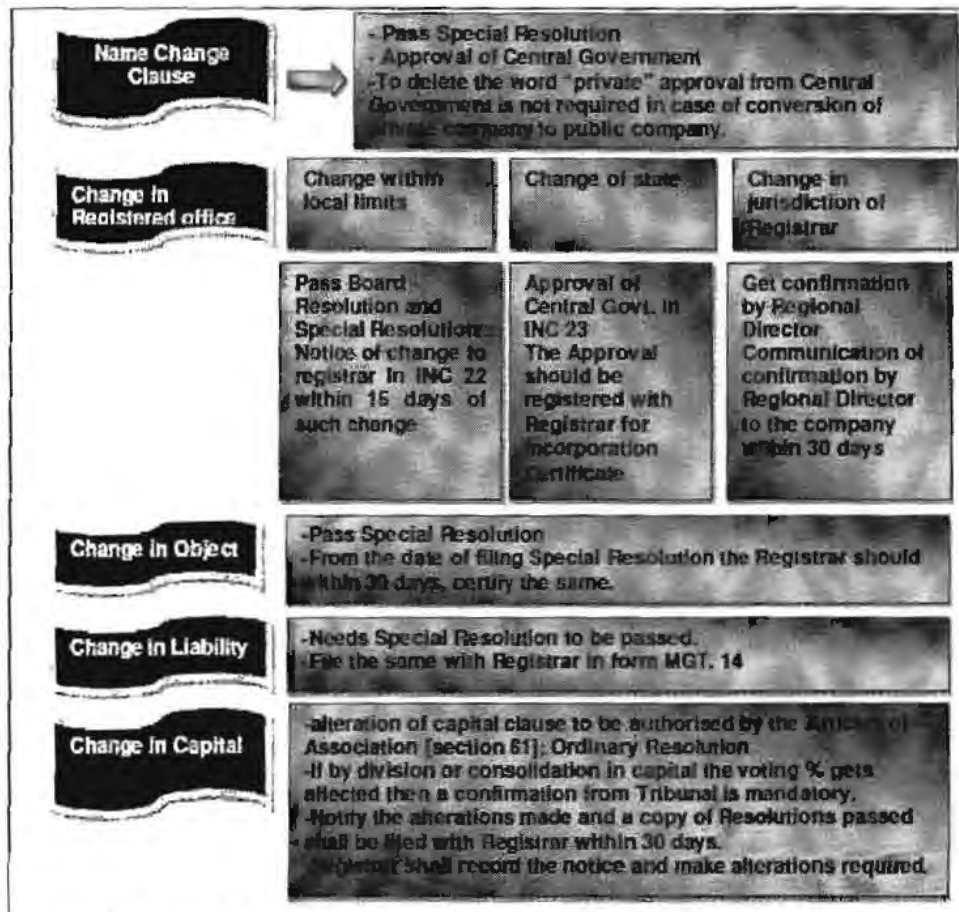 Name Change
Clause
- Pass Special Resolution
- Approval of Central Government
-To delete the word "private" approval from Central
Government is not required in case of conversion of
private company to public company.
Change in
Registered office
Change within
local limits
Change of state
Change in
jurisdiction of
Registrar
Pass Board
Resolution and
Special Resolution
Notice of change to
registrar in INC 22
within 15 days of
such change
Approval of
Central Govt. in
INC 23
The Approval
should be
registered with
Registrar for
incorporation
Certificate
Get confirmation
by Regional
Director
Communication of
confirmation by
Regional Director
to the company
within 30 days
Change in Object
-Pass Special Resolution
-From the date of filing Special Resolution the Registrar should
within 30 days, certify the same.
Change in Liability
-Needs Special Resolution to be passed.
-File the same with Registrar in form MGT. 14
Change in Capital
-alteration of capital clause to be authorised by the Articles of
Association [section 61]: Ordinary Resolution
-If by division or consolidation in capital the voting % gets
affected then a confirmation from Tribunal is mandatory.
-Notify the alterations made and a copy of Resolutions passed
shall be filed with Registrar within 30 days.
-Registrar shall record the notice and make alterations required.